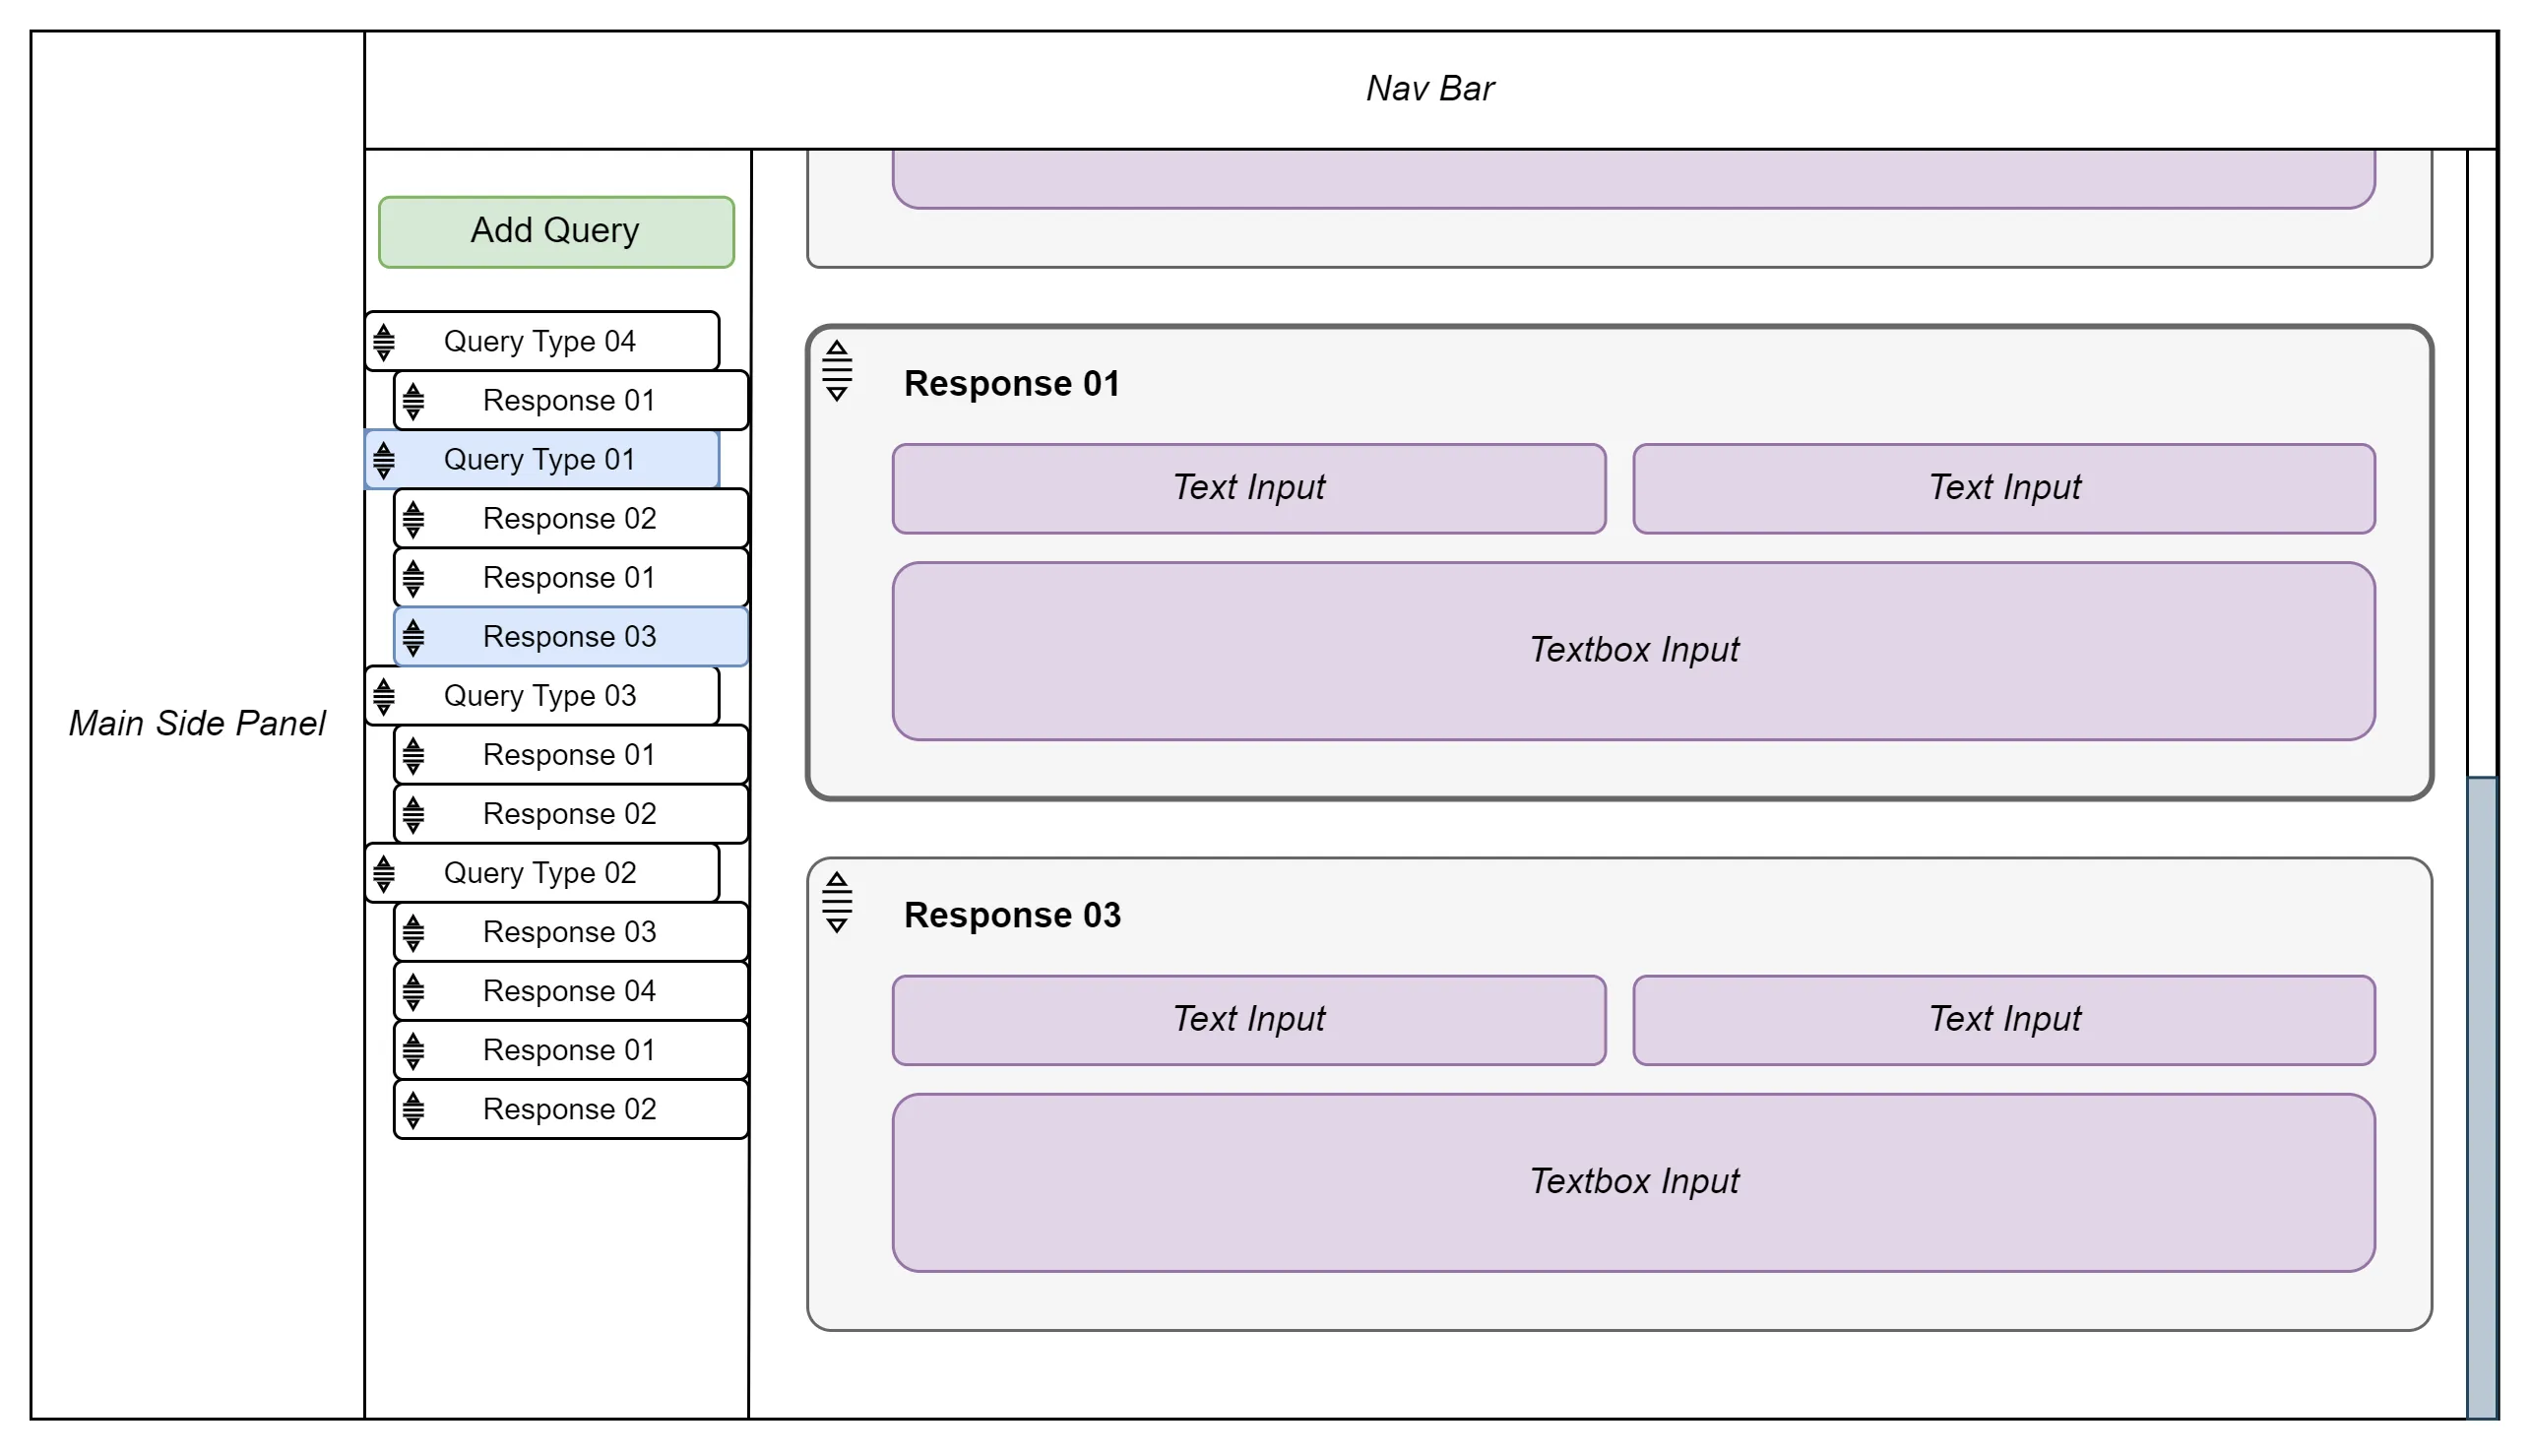 Nav Bar
Main Side Panel
Add Query
Query Type 04
Response 01
Query Type 01
Response 02
Response 01
Response 03
Query Type 03
Response 01
Response 02
Query Type 02
Response 03
Response 04
Response 01
Response 02
Response 01
Text Input
Text Input
Textbox Input
Response 03
Text Input
Text Input
Textbox Input